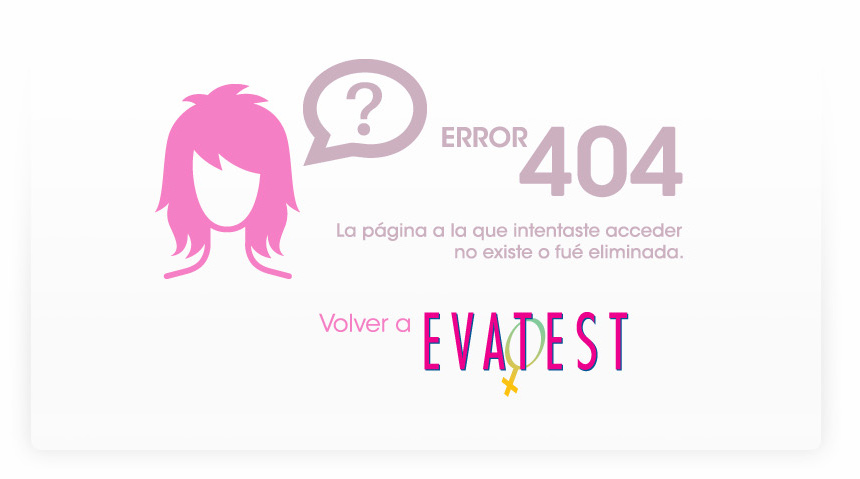 ?
ERROR 404
La página a la que intentaste acceder
no existe o fué eliminada.
Volver a EVATEST